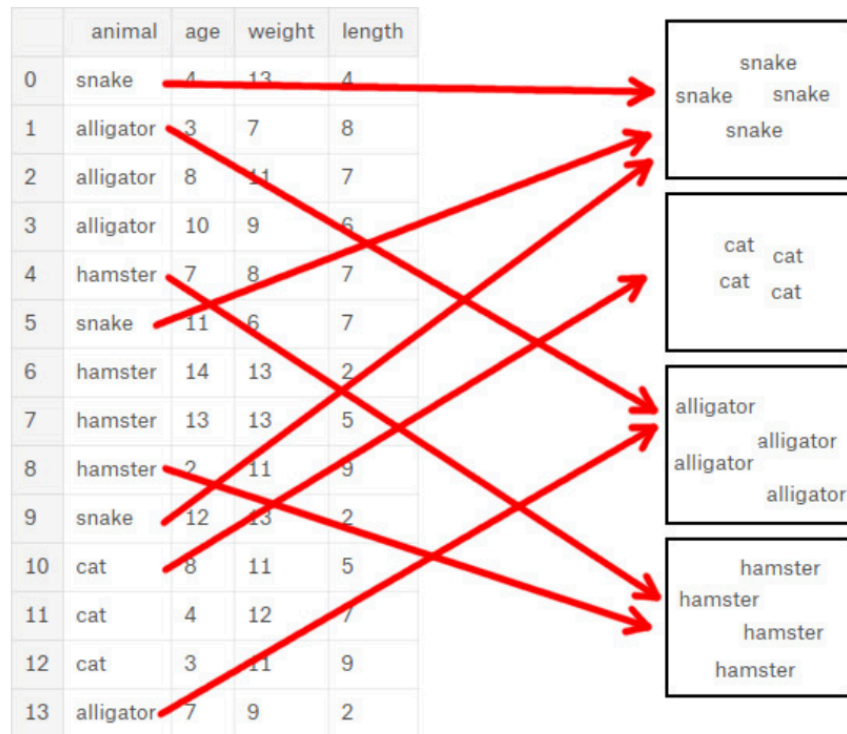 animal age weight length
0 snake 4 13 4
1 alligator 3 7 8
2 alligator 8 11 7
3 alligator 10 9 6
4 hamster 7 8 7
5 snake 11 6 7
6 hamster 14 13 2
7 hamster 13 13 5
8 hamster 2 11 9
9 snake 12 13 2
10 cat 8 11 5
11 cat 4 12 7
12 cat 3 11 9
13 alligator 7 9 2
snake
snake snake
snake
cat
cat
cat
cat
alligator
alligator
alligator
alligator
hamster
hamster
hamster
hamster